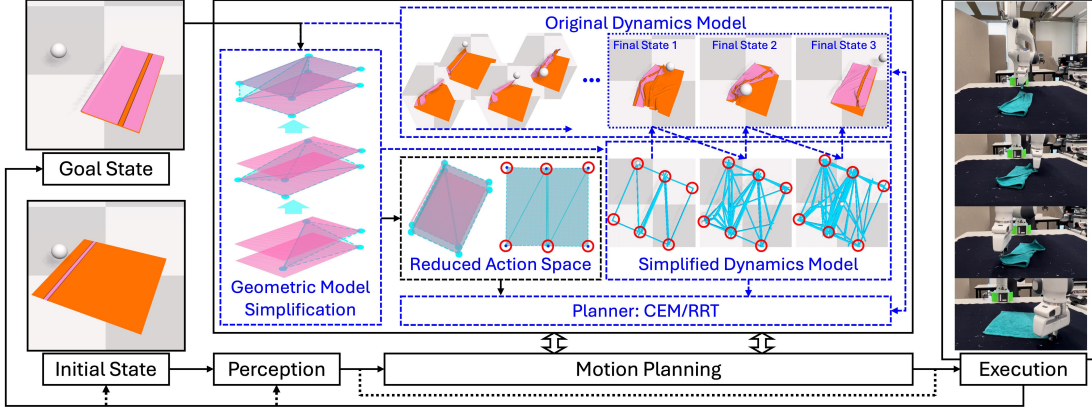 Original Dynamics Model
Final State 1
Final State 2
Final State 3
Goal State
Geometric Model
Simplification
Reduced Action Space
Simplified Dynamics Model
Planner: CEM/RRT
Initial State
Perception
Motion Planning
Execution